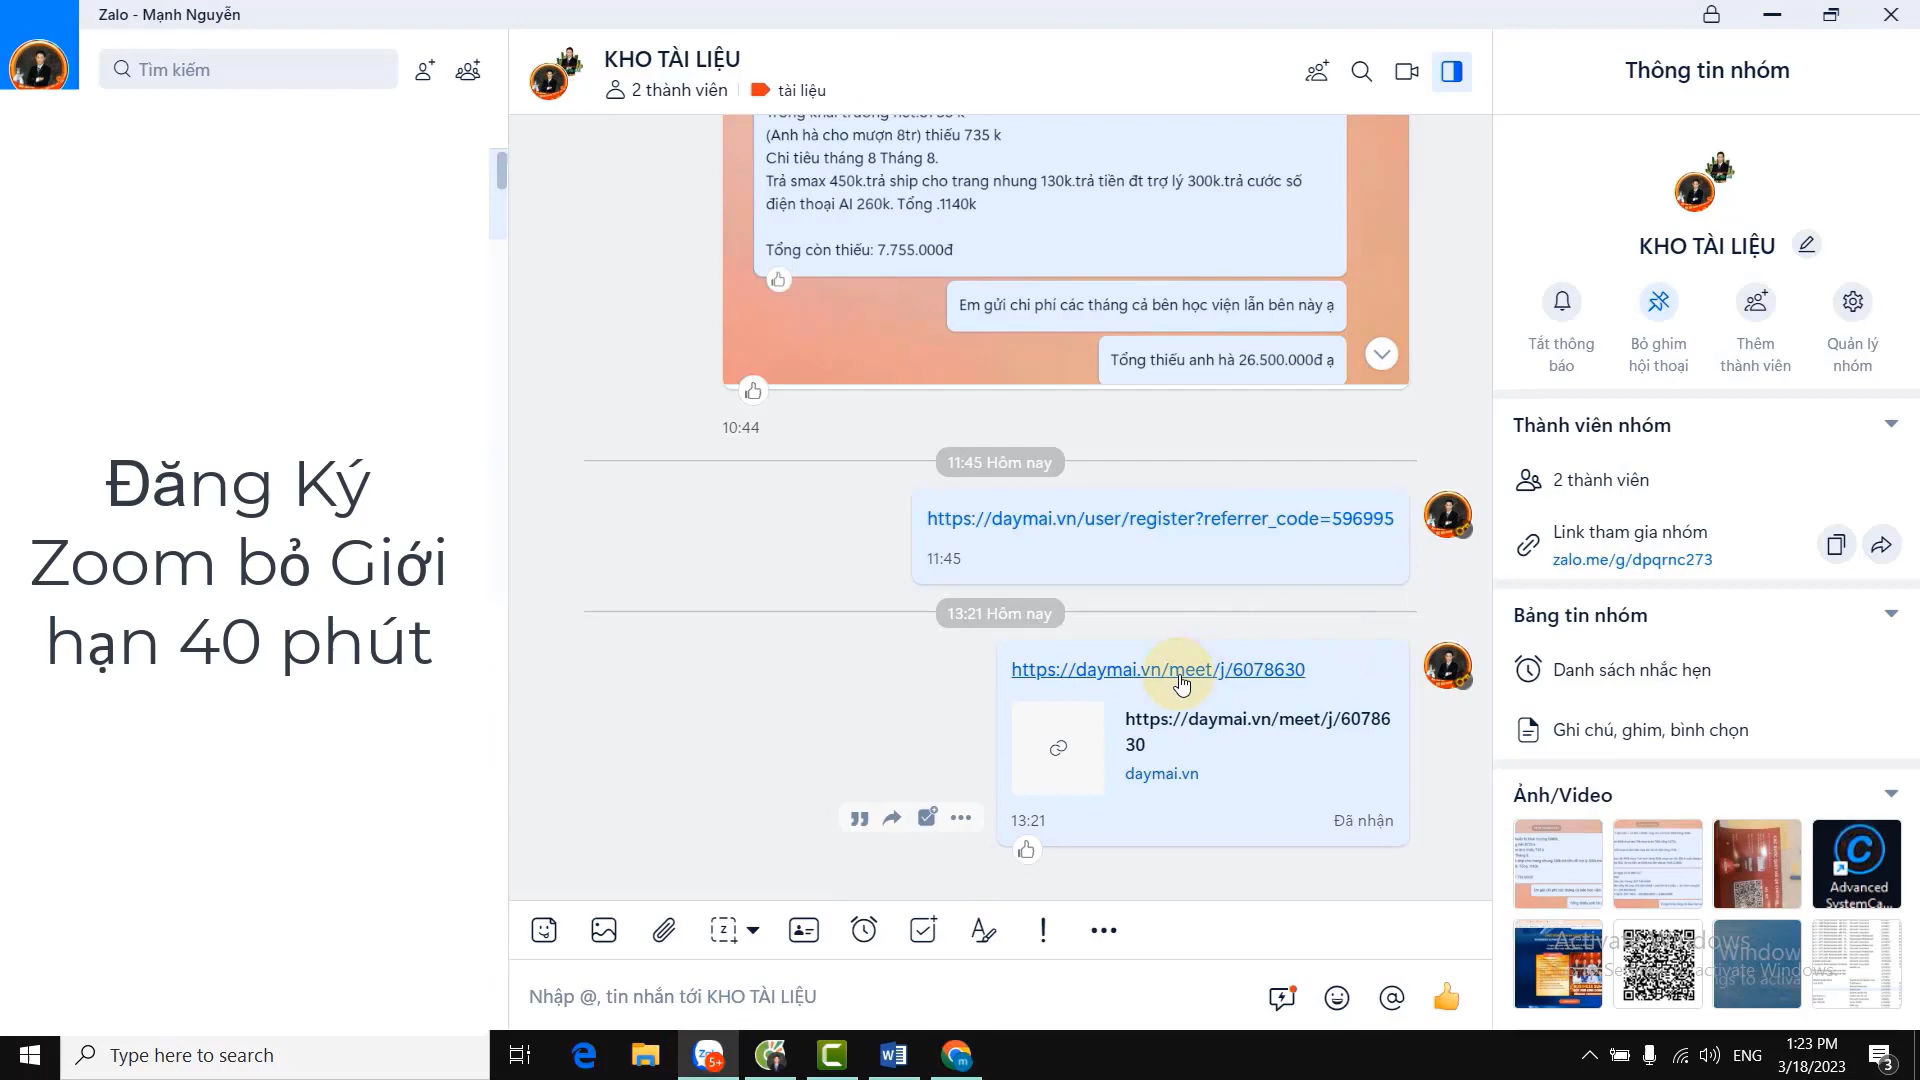 Zalo - Mạnh Nguyễn
Tìm kiếm
KHO TÀI LIỆU
2 thành viên
tài liệu
Thông tin nhóm
(Anh hà cho mượn 8tr) thiếu 735 k
Chi tiêu tháng 8 Tháng 8.
Trả smax 450k.trả ship cho trang nhung 130k.trả tiền đt trợ lý 300k.trả cước số
điện thoại AI 260k. Tổng .1140k
Tổng còn thiếu: 7.755.000đ
Em gửi chi phí các tháng cả bên học viện lẫn bên này ạ
Tổng thiếu anh hà 26.500.000đ ạ
10:44
11:45 Hôm nay
https://daymai.vn/user/register?referrer_code=596995
11:45
13:21 Hôm nay
https://daymai.vn/meet/j/6078630
https://daymai.vn/meet/j/60786
30
daymai.vn
13:21
Đã nhận
Nhập @, tin nhắn tới KHO TÀI LIỆU
Đăng Ký
Zoom bỏ Giới
hạn 40 phút
KHO TÀI LIỆU
Tắt thông
báo
Bỏ ghim
hội thoại
Thêm
thành viên
Quản lý
nhóm
Thành viên nhóm
2 thành viên
Link tham gia nhóm
zalo.me/g/dpqrnc273
Bảng tin nhóm
Danh sách nhắc hẹn
Ghi chú, ghim, bình chọn
Ảnh/Video
Advanced
SystemCa...
Activate Windows
Type here to search
5+
ENG
1:23 PM
3/18/2023
3